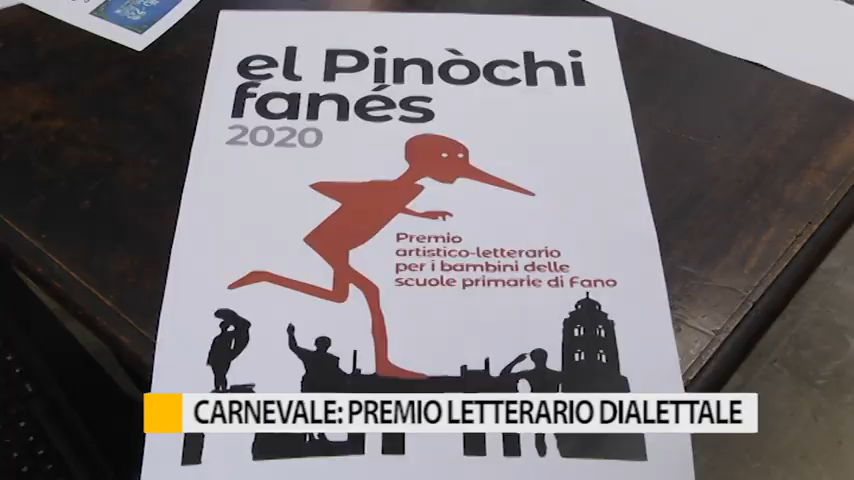 el Pinòchi
fanés
2020
Premio
artistico-letterario
per i bambini delle
scuole primarie di Fano
CARNEVALE: PREMIO LETTERARIO DIALETTALE